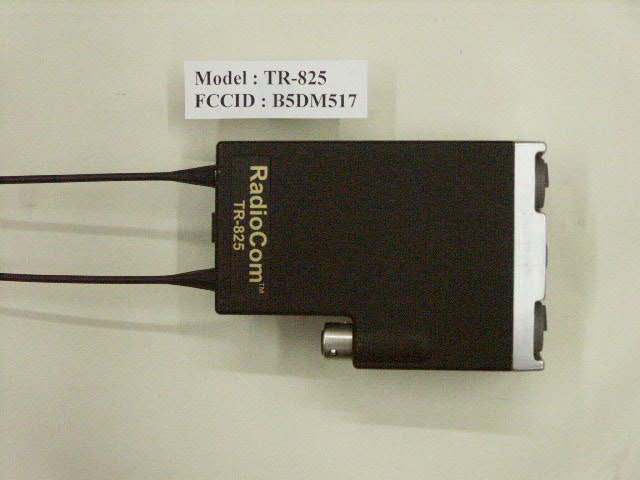 Model : TR-825
FCCID : B5DM517
RadioCom™
TR-825